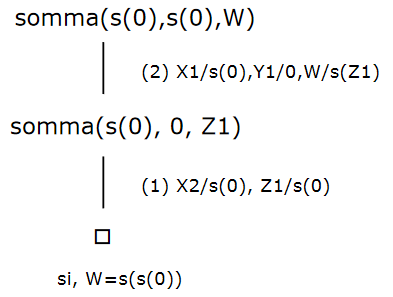 somma(s(0),s(0),W)
(2) X1/s(0),Y1/0,W/s(Z1)
somma(s(0), 0, Z1)
(1) X2/s(0), Z1/s(0)
si, W=s(s(0))